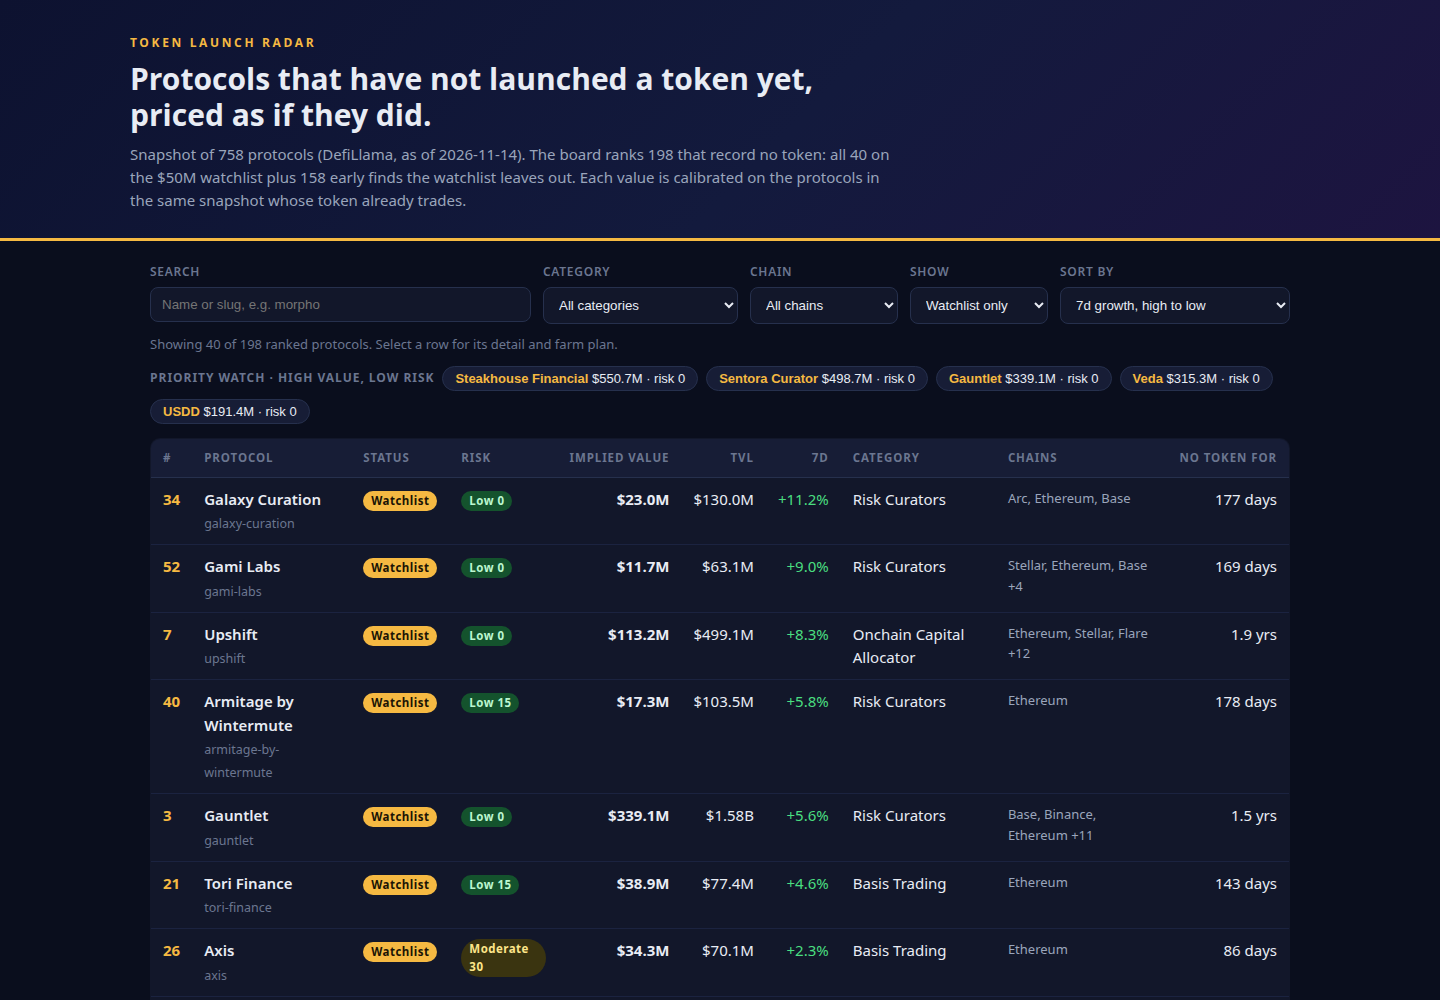 TOKEN LAUNCH RADAR
Protocols that have not launched a token yet,
priced as if they did.
Snapshot of 758 protocols (DefiLlama, as of 2026-11-14). The board ranks 198 that record no token: all 40 on
the $50M watchlist plus 158 early finds the watchlist leaves out. Each value is calibrated on the protocols in
the same snapshot whose token already trades.
SEARCH CATEGORY CHAIN SHOW SORT BY
Name or slug, e.g. morpho All categories All chains Watchlist only 7d growth, high to low
Showing 40 of 198 ranked protocols. Select a row for its detail and farm plan.
PRIORITY WATCH · HIGH VALUE, LOW RISK Steakhouse Financial $550.7M · risk 0 Sentora Curator $498.7M · risk 0 Gauntlet $339.1M · risk 0 Veda $315.3M · risk 0
USDD $191.4M · risk 0
# PROTOCOL STATUS RISK IMPLIED VALUE TVL 7D CATEGORY CHAINS NO TOKEN FOR
34 Galaxy Curation Watchlist Low 0 $23.0M $130.0M +11.2% Risk Curators Arc, Ethereum, Base 177 days
galaxy-curation
52 Gami Labs Watchlist Low 0 $11.7M $63.1M +9.0% Risk Curators Stellar, Ethereum, Base 169 days
gami-labs +4
7 Upshift Watchlist Low 0 $113.2M $499.1M +8.3% Onchain Capital Ethereum, Stellar, Flare 1.9 yrs
upshift Allocator +12
40 Armitage by Watchlist Low 15 $17.3M $103.5M +5.8% Risk Curators Ethereum 178 days
Wintermute
armitage-by-
wintermute
3 Gauntlet Watchlist Low 0 $339.1M $1.58B +5.6% Risk Curators Base, Binance, 1.5 yrs
gauntlet Ethereum +11
21 Tori Finance Watchlist Low 15 $38.9M $77.4M +4.6% Basis Trading Ethereum 143 days
tori-finance
26 Axis Watchlist Moderate $34.3M $70.1M +2.3% Basis Trading Ethereum 86 days
axis 30